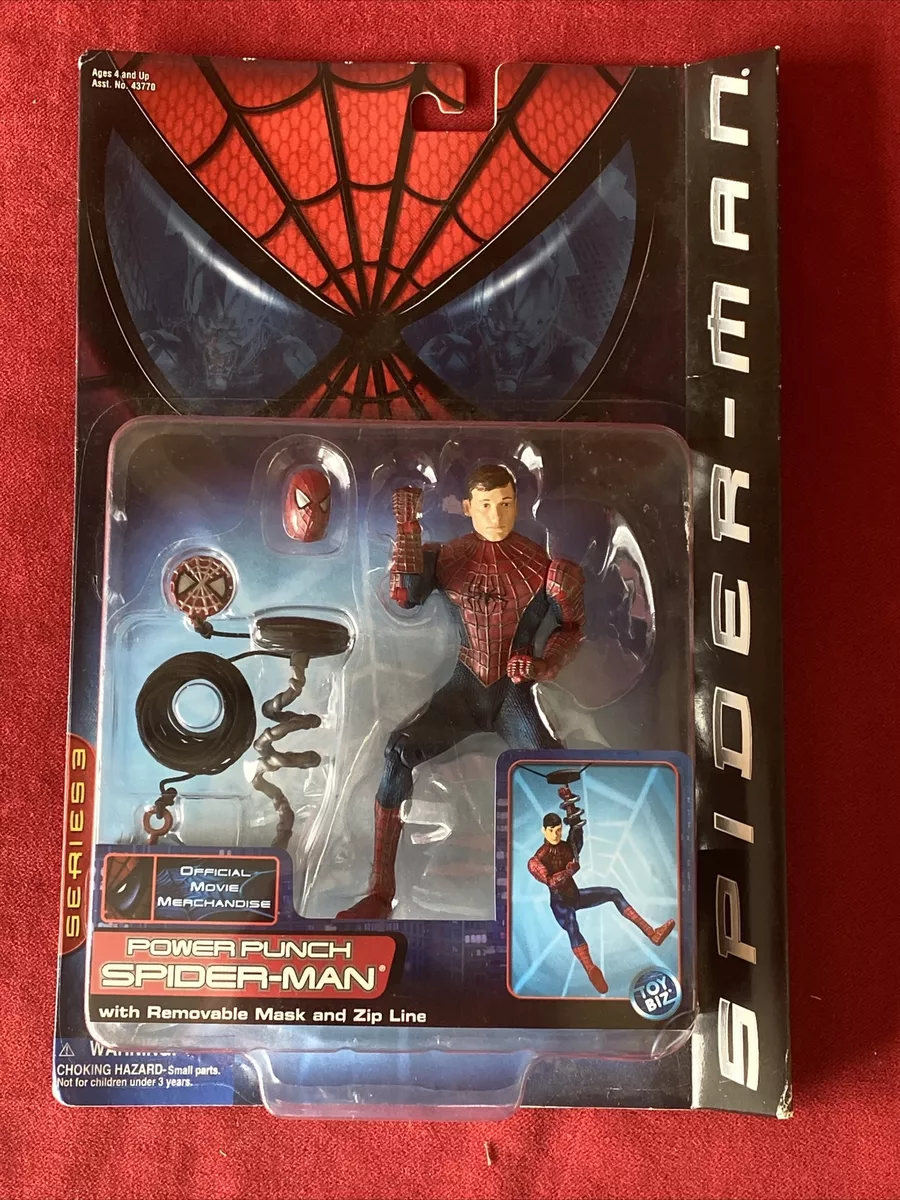 Ages 4 and Up
Asst. No. 43770
SPIDER-MAN®
SERIES 3
OFFICIAL
MOVIE
MERCHANDISE
POWER PUNCH
SPIDER-MAN®
with Removable Mask and Zip Line
TOY
BIZ
WARNING:
CHOKING HAZARD-Small parts.
Not for children under 3 years.